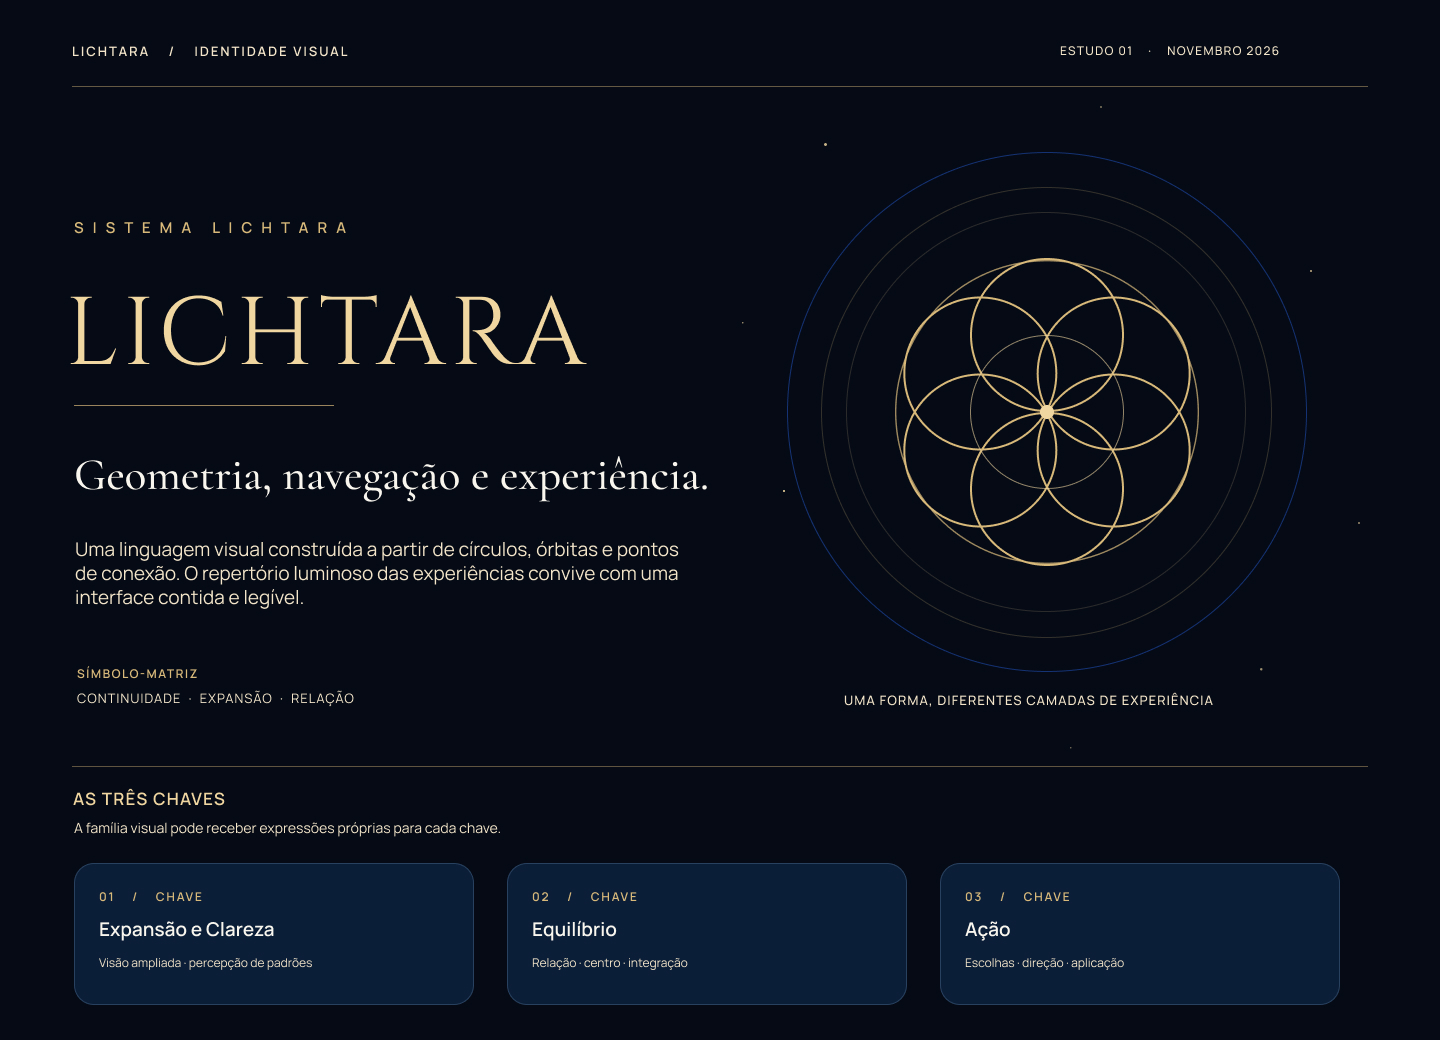 LICHTARA / IDENTIDADE VISUAL
ESTUDO 01 · NOVEMBRO 2026
SISTEMA LICHTARA
LICHTARA
Geometria, navegação e experiência.
Uma linguagem visual construída a partir de círculos, órbitas e pontos
de conexão. O repertório luminoso das experiências convive com uma
interface contida e legível.
SÍMBOLO-MATRIZ
CONTINUIDADE · EXPANSÃO · RELAÇÃO
UMA FORMA, DIFERENTES CAMADAS DE EXPERIÊNCIA
AS TRÊS CHAVES
A família visual pode receber expressões próprias para cada chave.
01 / CHAVE
Expansão e Clareza
Visão ampliada · percepção de padrões
02 / CHAVE
Equilíbrio
Relação · centro · integração
03 / CHAVE
Ação
Escolhas · direção · aplicação